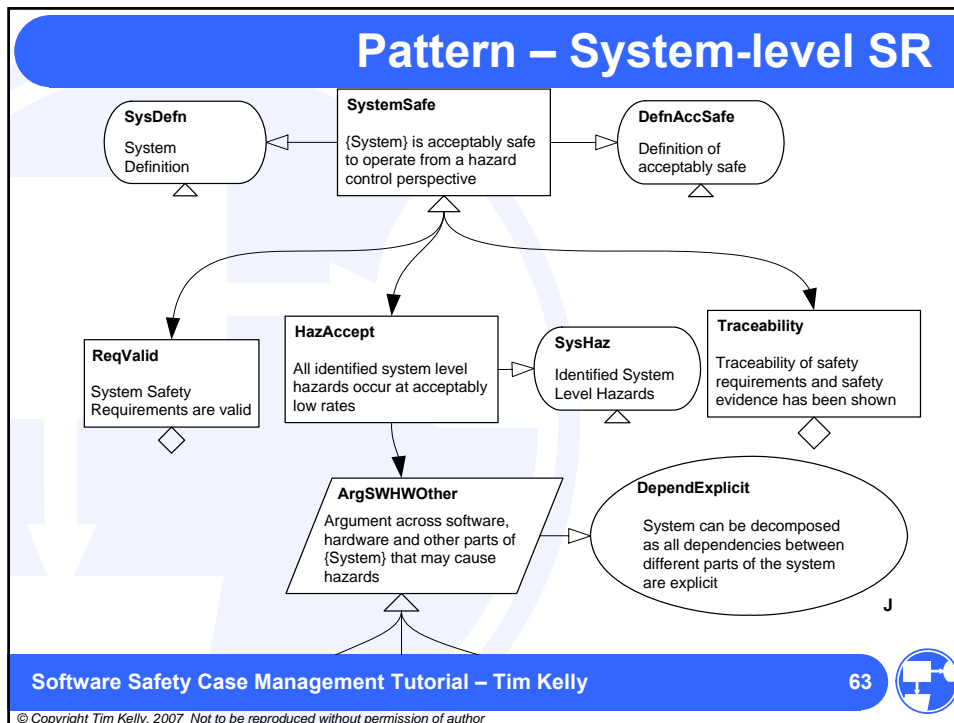 Pattern – System-level SR
SysDefn
System
Definition
SystemSafe
{System} is acceptably safe
to operate from a hazard
control perspective
DefnAccSafe
Definition of
acceptably safe
ReqValid
System Safety
Requirements are valid
HazAccept
All identified system level
hazards occur at acceptably
low rates
SysHaz
Identified System
Level Hazards
Traceability
Traceability of safety
requirements and safety
evidence has been shown
ArgSWHWOther
Argument across software,
hardware and other parts of
{System} that may cause
hazards
DependExplicit
System can be decomposed
as all dependencies between
different parts of the system
are explicit
J
Software Safety Case Management Tutorial – Tim Kelly
63
© Copyright Tim Kelly, 2007 Not to be reproduced without permission of author